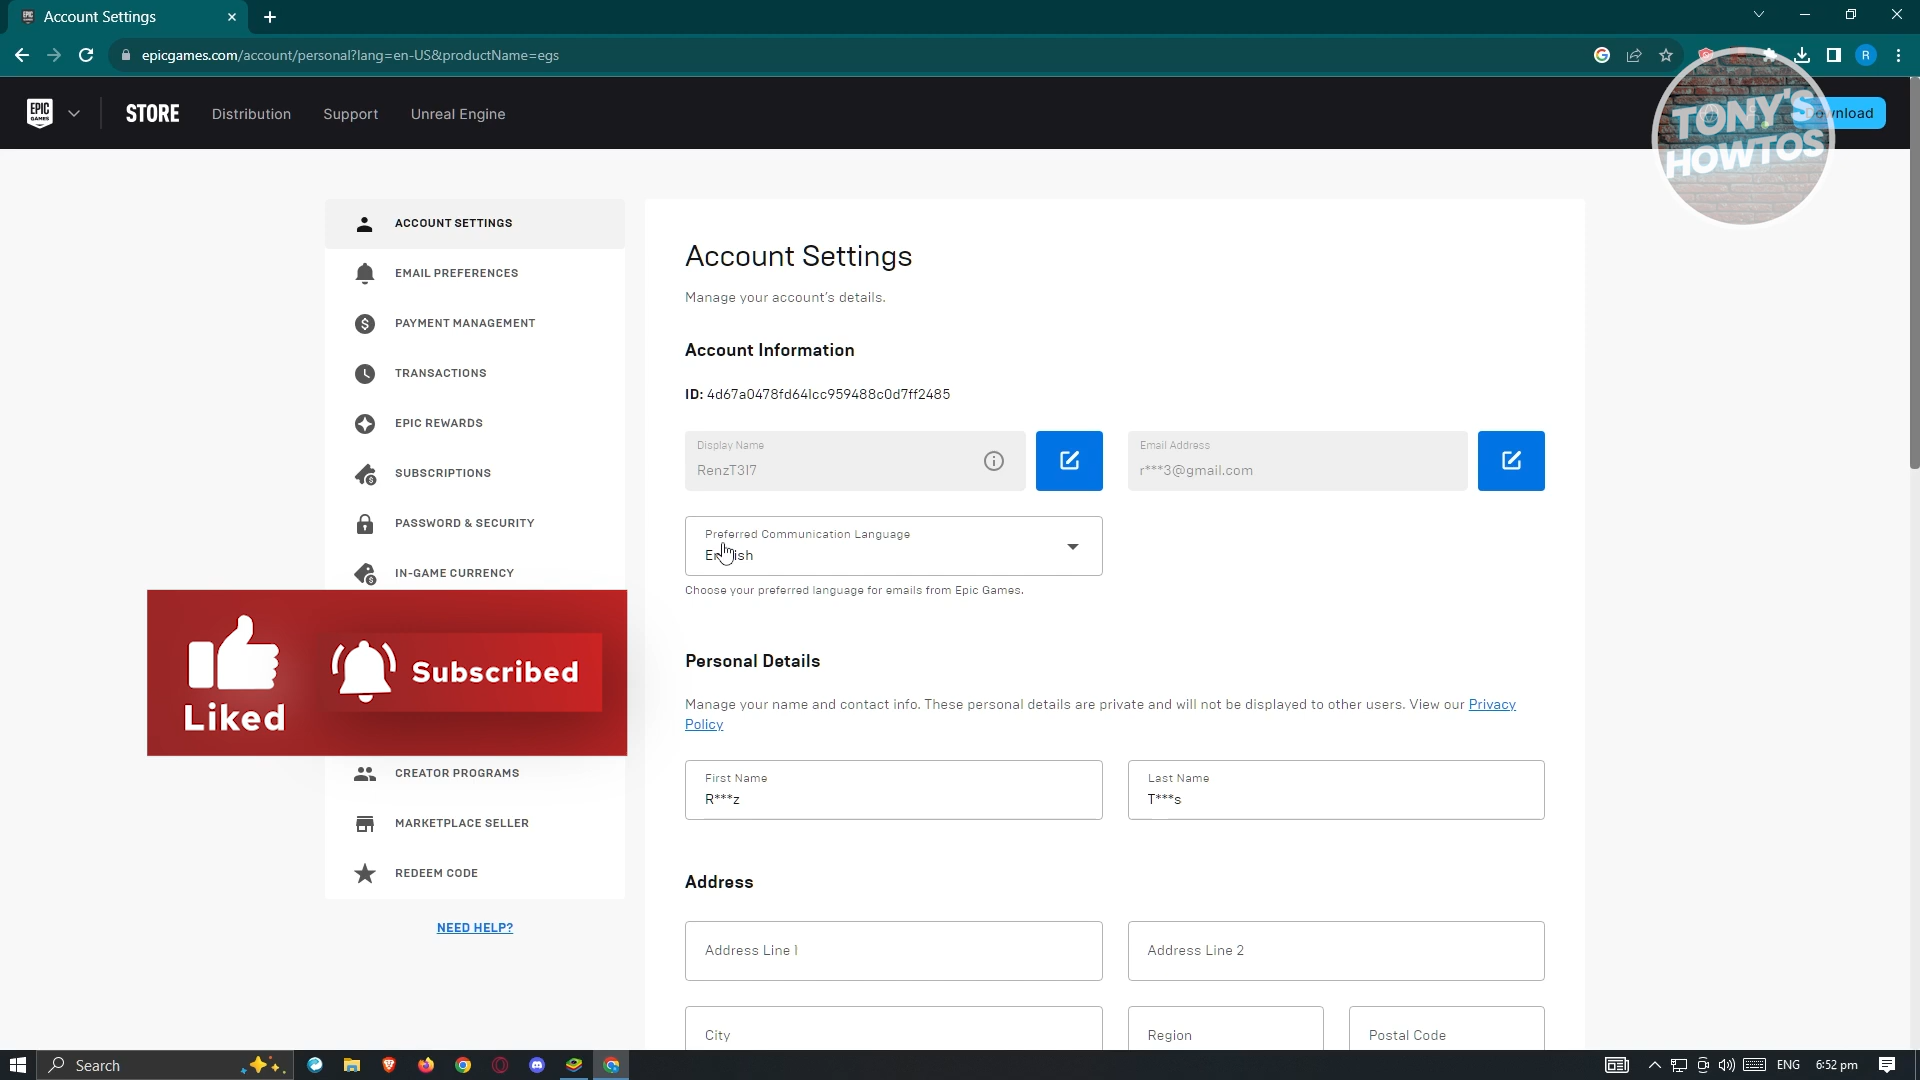 Account Settings
epicgames.com/account/personal?lang=en-US&productName=egs
R
EPIC GAMES
STORE
Distribution
Support
Unreal Engine
TONY'S
HOWTOS
ACCOUNT SETTINGS
EMAIL PREFERENCES
PAYMENT MANAGEMENT
TRANSACTIONS
EPIC REWARDS
SUBSCRIPTIONS
PASSWORD & SECURITY
IN-GAME CURRENCY
Liked
Subscribed
CREATOR PROGRAMS
MARKETPLACE SELLER
REDEEM CODE
NEED HELP?
Account Settings
Manage your account's details.
Account Information
ID: 4d67a0478fd641cc959488c0d7ff2485
Display Name
RenzT317
Email Address
r***3@gmail.com
Preferred Communication Language
Choose your preferred language for emails from Epic Games.
Personal Details
Manage your name and contact info. These personal details are private and will not be displayed to other users. View our Privacy
Policy
First Name
R***z
Last Name
T***s
Address
Address Line 1
Address Line 2
City
Region
Postal Code
Search
ENG
6:52 pm